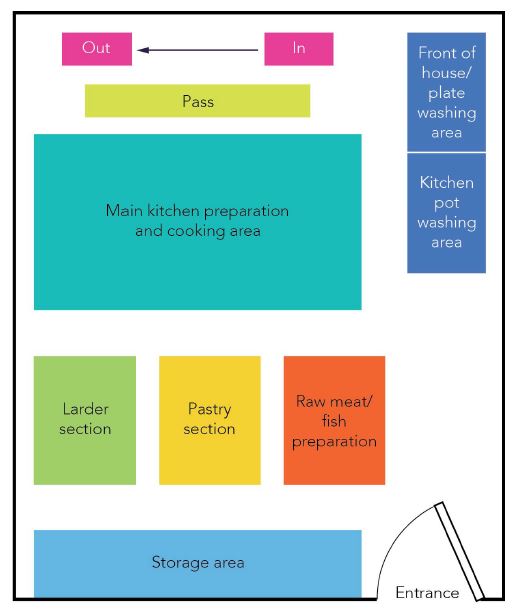 Out
In
Pass
Front of
house/
plate
washing
area
Kitchen
pot
washing
area
Main kitchen preparation
and cooking area
Larder
section
Pastry
section
Raw meat/
fish
preparation
Storage area
Entrance